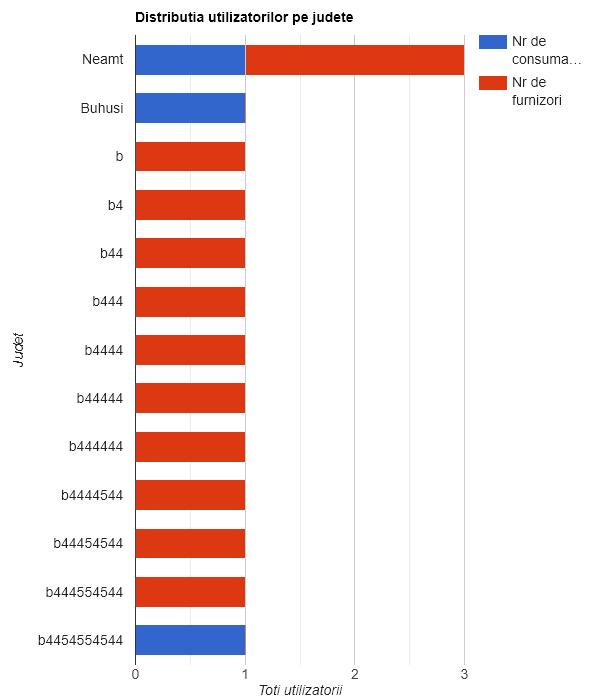 Distributia utilizatorilor pe judete
Nr de
consuma…
Nr de
furnizori
Neamt
Buhusi
b
b4
b44
b444
b4444
b44444
b444444
b4444544
b44454544
b444554544
b4454554544
Judet
0 1 2 3
Toti utilizatorii